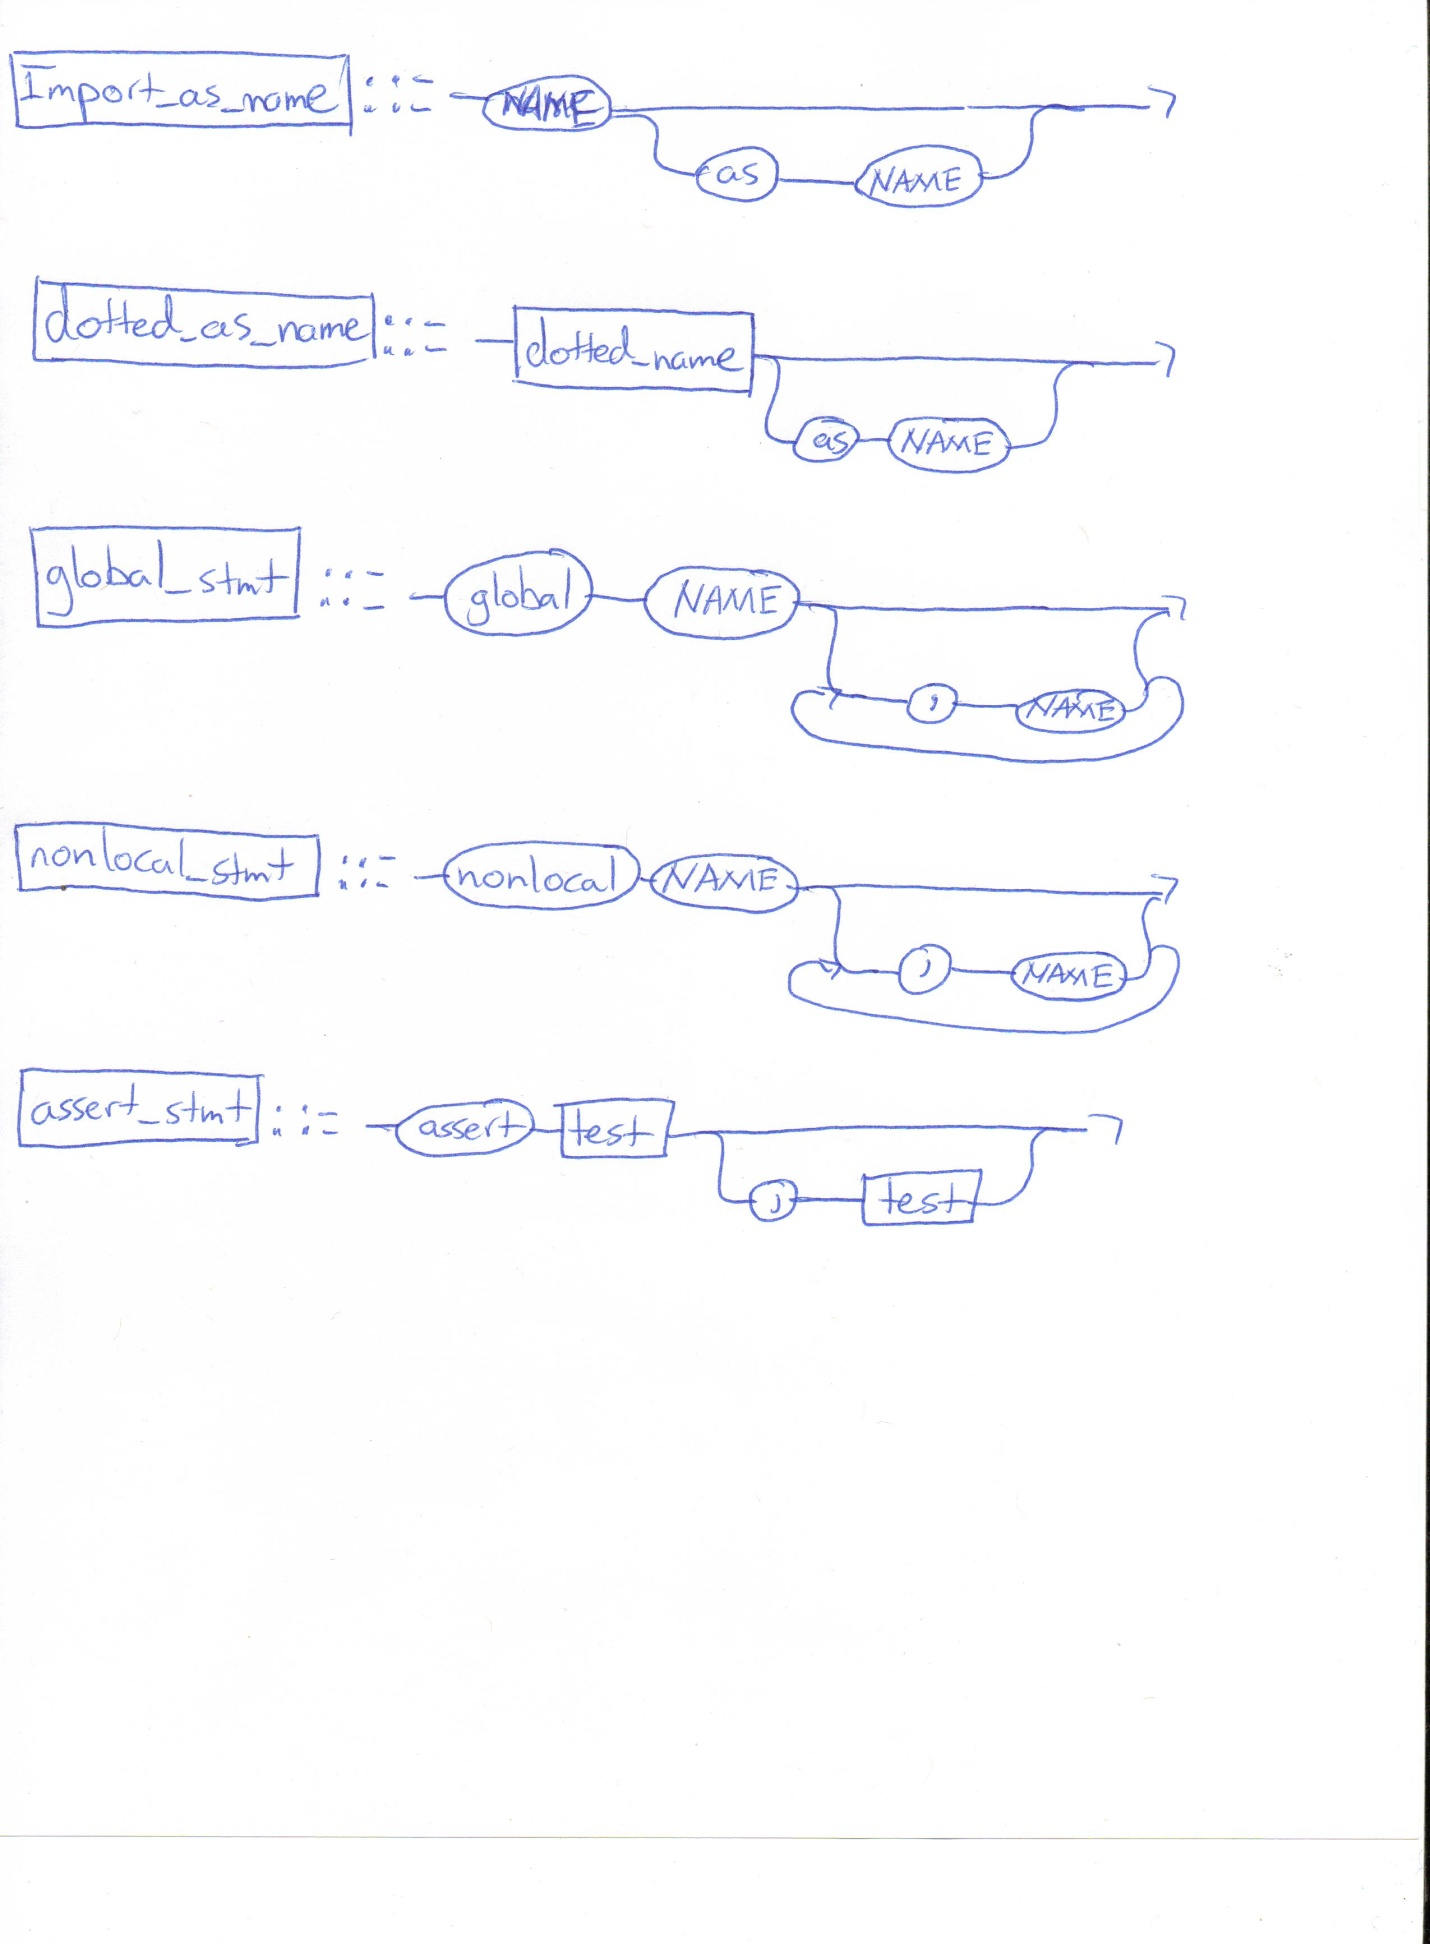 Import_as_name ::= NAME
as NAME
dotted_as_name ::= dotted_name
as NAME
global_stmt ::= global NAME
, NAME
nonlocal_stmt ::= nonlocal NAME
, NAME
assert_stmt ::= assert test
, test